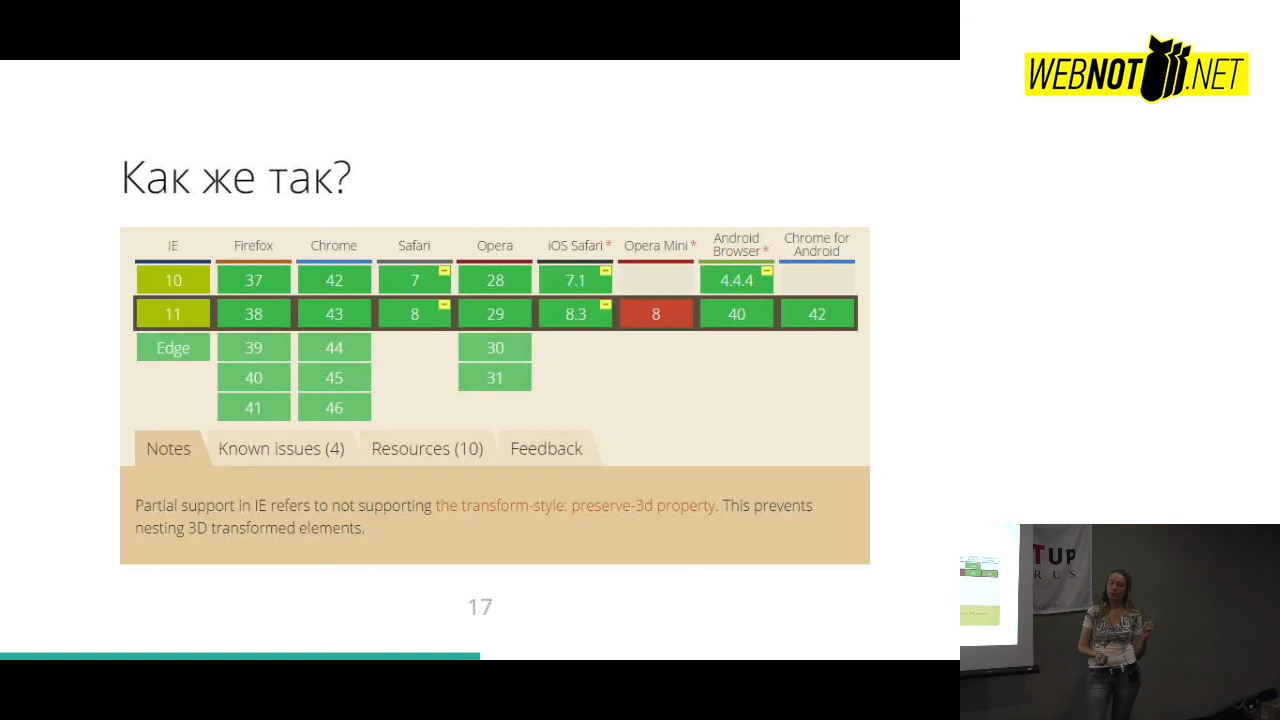 WEBNOT.NET
Как же так?
IE Firefox Chrome Safari Opera iOS Safari * Opera Mini * Android Browser * Chrome for Android
10 37 42 7 28 7.1 4.4.4
11 38 43 8 29 8.3 8 40 42
Edge 39 44 30
40 45 31
41 46
Notes Known issues (4) Resources (10) Feedback
Partial support in IE refers to not supporting the transform-style: preserve-3d property. This prevents
nesting 3D transformed elements.
17
TUP
RUS